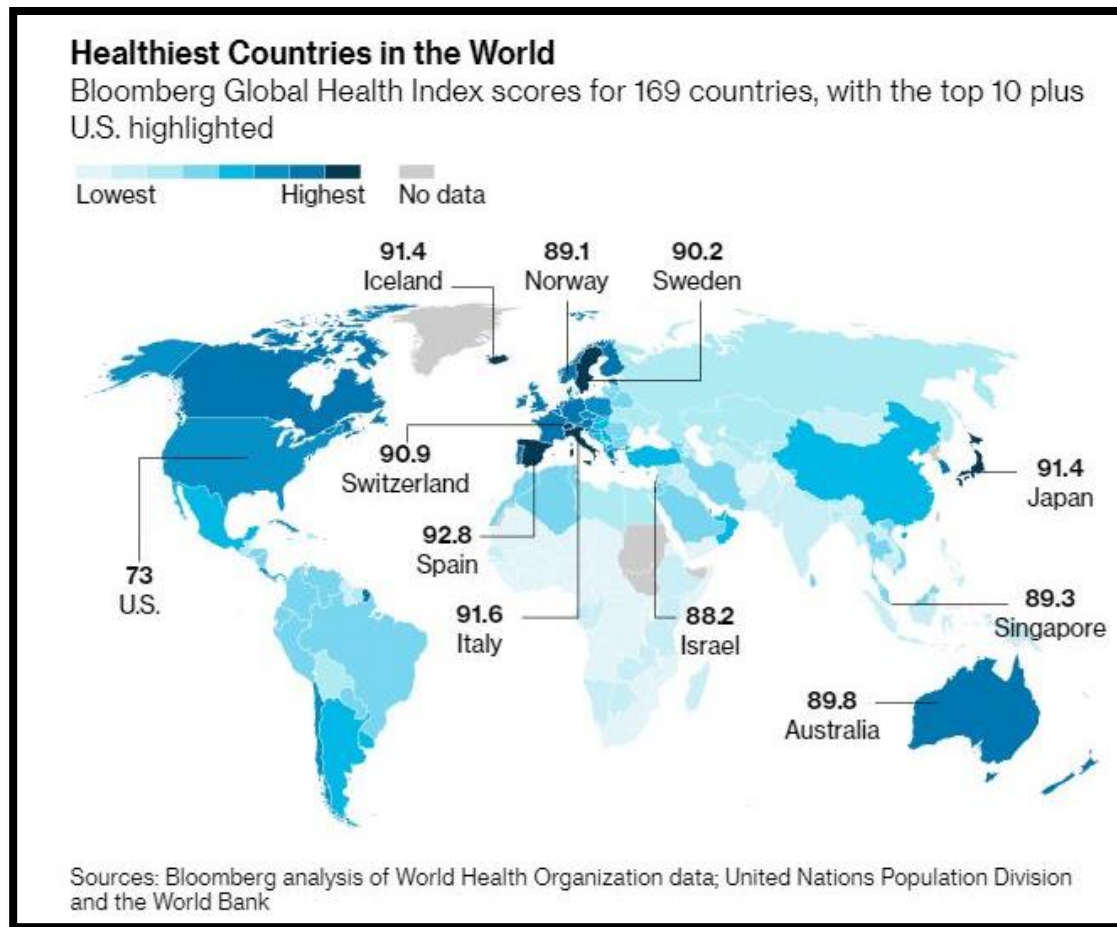 Healthiest Countries in the World
Bloomberg Global Health Index scores for 169 countries, with the top 10 plus
U.S. highlighted
Lowest
Highest
No data
91.4
Iceland
89.1
Norway
90.2
Sweden
90.9
Switzerland
91.4
Japan
92.8
Spain
73
U.S.
91.6
Italy
88.2
Israel
89.3
Singapore
89.8
Australia
Sources: Bloomberg analysis of World Health Organization data; United Nations Population Division
and the World Bank